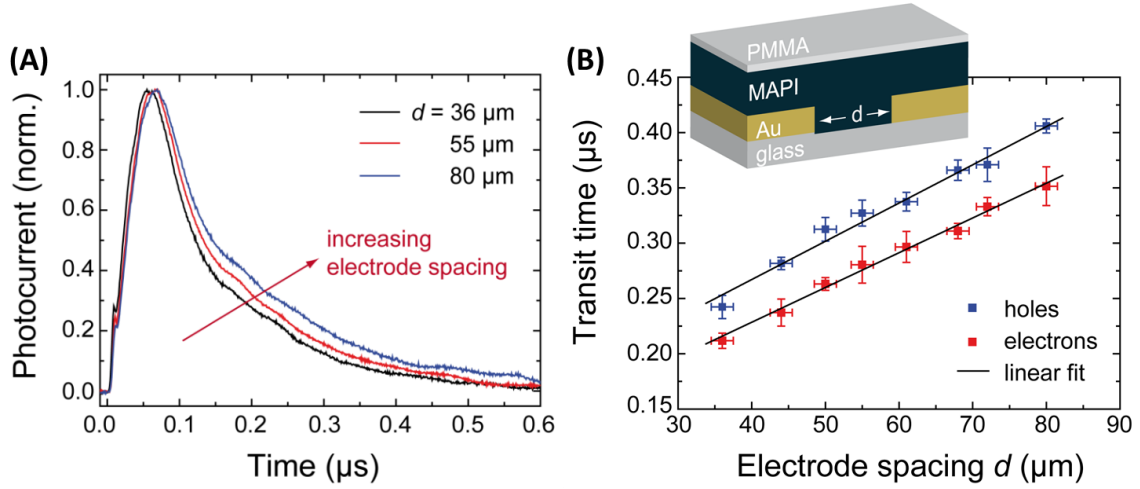 (A)
Photocurrent (norm.)
1.0
0.8
0.6
0.4
0.2
0.0
d = 36 µm
55 µm
80 µm
increasing
electrode spacing
0.0 0.1 0.2 0.3 0.4 0.5 0.6
Time (µs)
(B)
PMMA
MAPI
d
Au
glass
Transit time (µs)
0.45
0.40
0.35
0.30
0.25
0.20
0.15
holes
electrons
linear fit
30 40 50 60 70 80 90
Electrode spacing d (µm)